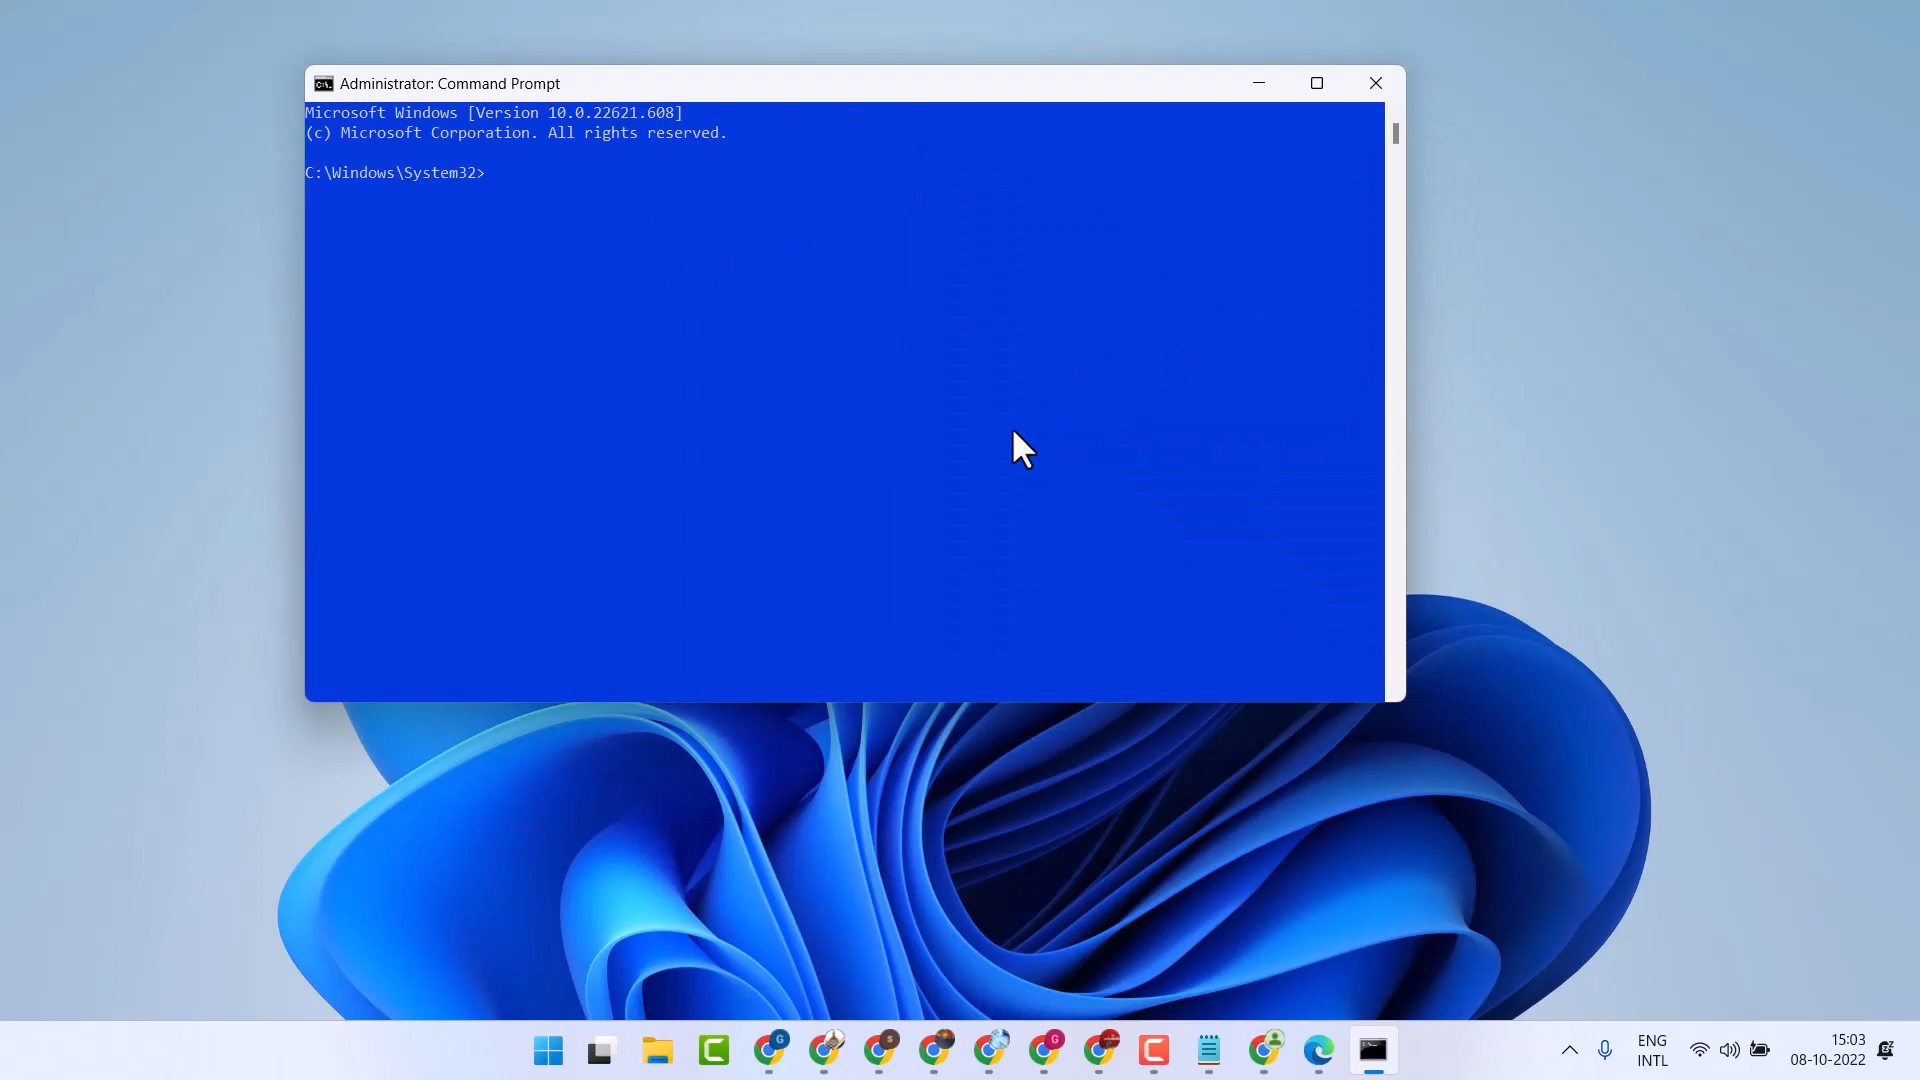 Administrator: Command Prompt
Microsoft Windows [Version 10.0.22621.608]
(c) Microsoft Corporation. All rights reserved.
C:\Windows\System32>
G
S
G
ENG
INTL
15:03
08-10-2022